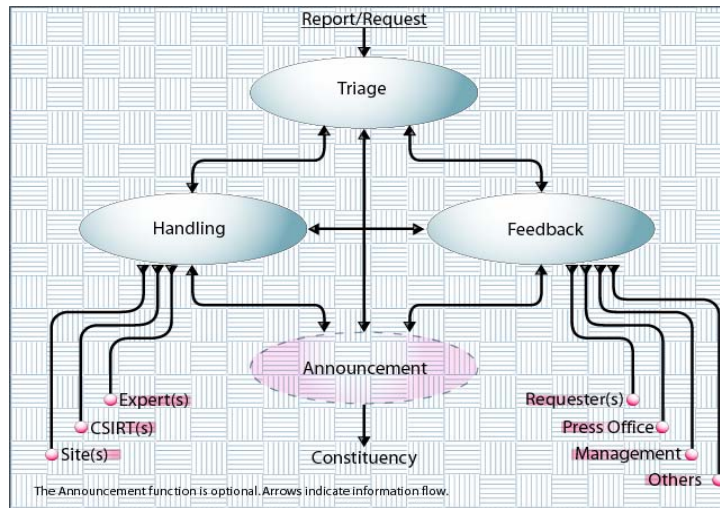 Report/Request
Triage
Handling
Feedback
Announcement
Expert(s)
CSIRT(s)
Site(s)
Requester(s)
Press Office
Management
Others
Constituency
The Announcement function is optional. Arrows indicate information flow.